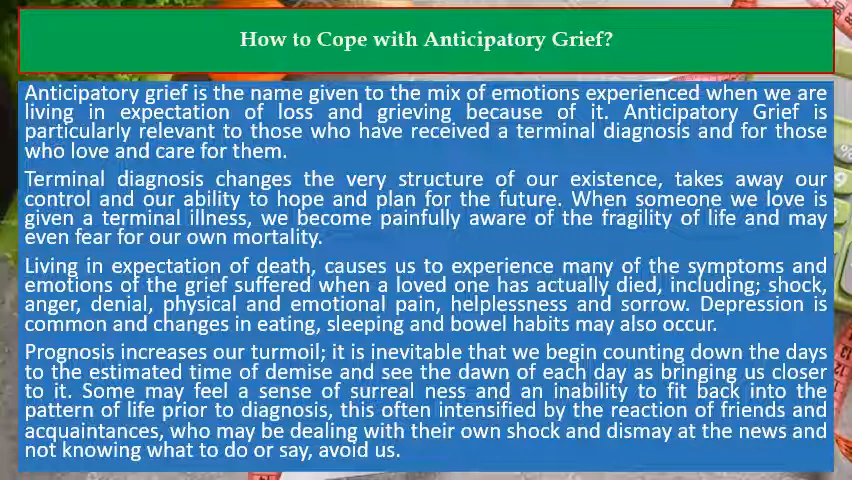 How to Cope with Anticipatory Grief?
Anticipatory grief is the name given to the mix of emotions experienced when we are
living in expectation of loss and grieving because of it. Anticipatory Grief is
particularly relevant to those who have received a terminal diagnosis and for those
who love and care for them.
Terminal diagnosis changes the very structure of our existence, takes away our
control and our ability to hope and plan for the future. When someone we love is
given a terminal illness, we become painfully aware of the fragility of life and may
even fear for our own mortality.
Living in expectation of death, causes us to experience many of the symptoms and
emotions of the grief suffered when a loved one has actually died, including; shock,
anger, denial, physical and emotional pain, helplessness and sorrow. Depression is
common and changes in eating, sleeping and bowel habits may also occur.
Prognosis increases our turmoil; it is inevitable that we begin counting down the days
to the estimated time of demise and see the dawn of each day as bringing us closer
to it. Some may feel a sense of surreal ness and an inability to fit back into the
pattern of life prior to diagnosis, this often intensified by the reaction of friends and
acquaintances, who may be dealing with their own shock and dismay at the news and
not knowing what to do or say, avoid us.